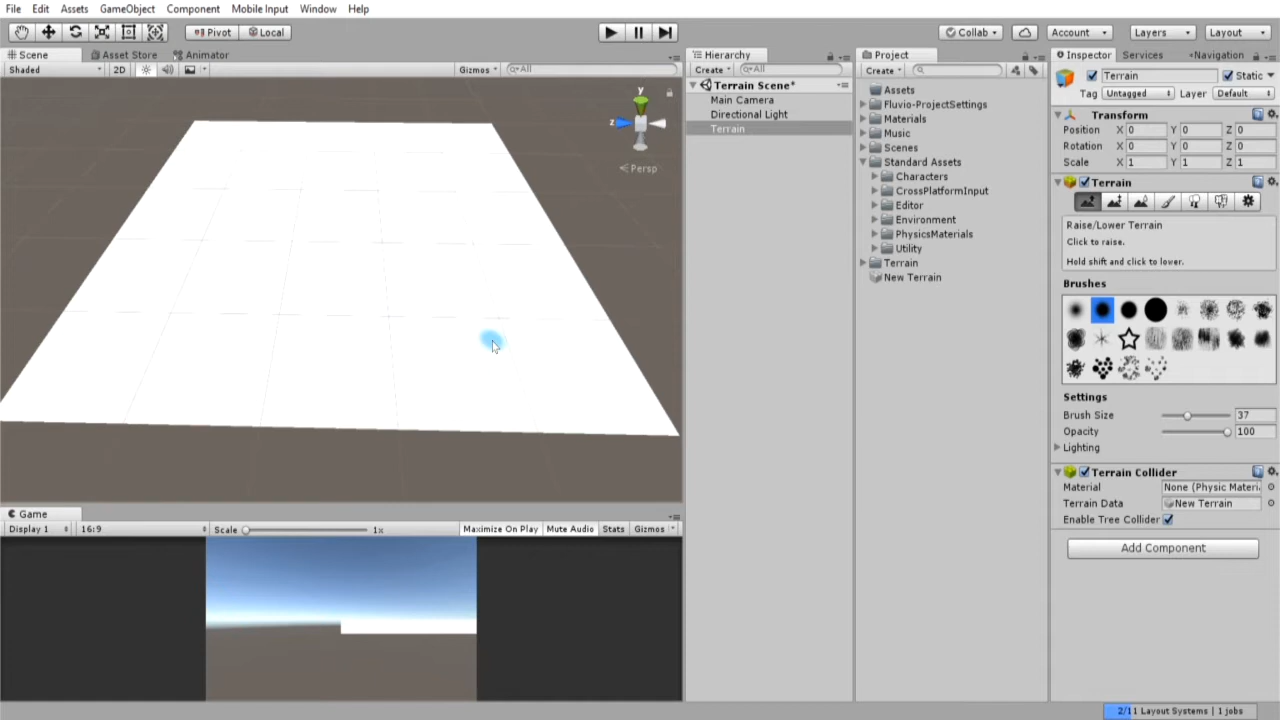 File Edit Assets GameObject Component Mobile Input Window Help
Pivot Local Collab Account Layers Layout
Scene Asset Store Animator
Shaded 2D Gizmos All
y
z
Persp
Game
Display 1 16:9 Scale 1x Maximize On Play Mute Audio Stats Gizmos
Hierarchy
Create All
Terrain Scene*
Main Camera
Directional Light
Terrain
Project
Create
Assets
Fluvio-ProjectSettings
Materials
Music
Scenes
Standard Assets
Characters
CrossPlatformInput
Editor
Environment
PhysicsMaterials
Utility
Terrain
New Terrain
Inspector Services Navigation
Terrain Static
Tag Untagged Layer Default
Transform
Position X 0 Y 0 Z 0
Rotation X 0 Y 0 Z 0
Scale X 1 Y 1 Z 1
Terrain
Raise/Lower Terrain
Click to raise.
Hold shift and click to lower.
Brushes
Settings
Brush Size 37
Opacity 100
Lighting
Terrain Collider
Material None (Physic Materi
Terrain Data New Terrain
Enable Tree Collider
Add Component
2/11 Layout Systems | 1 jobs